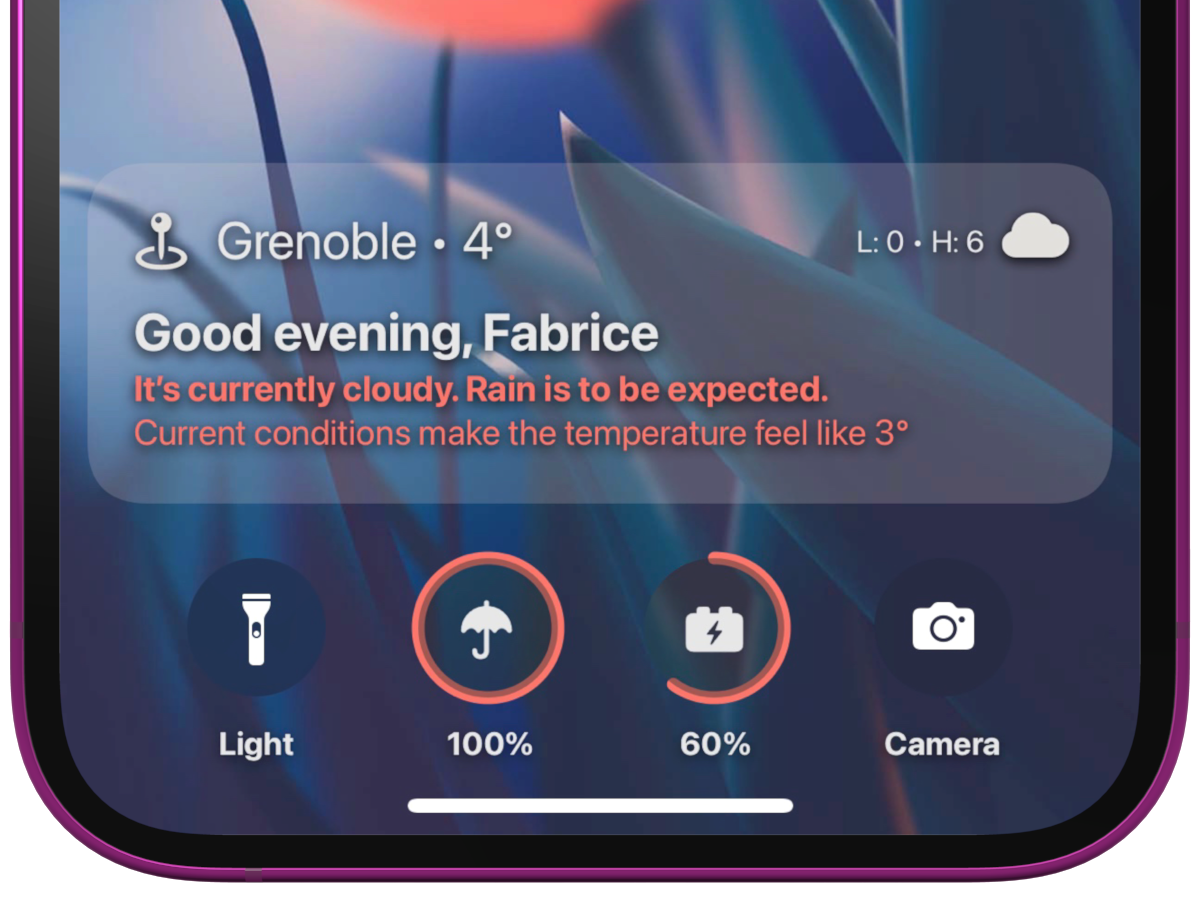 Grenoble • 4°
L: 0 • H: 6
Good evening, Fabrice
It’s currently cloudy. Rain is to be expected.
Current conditions make the temperature feel like 3°
Light
100%
60%
Camera